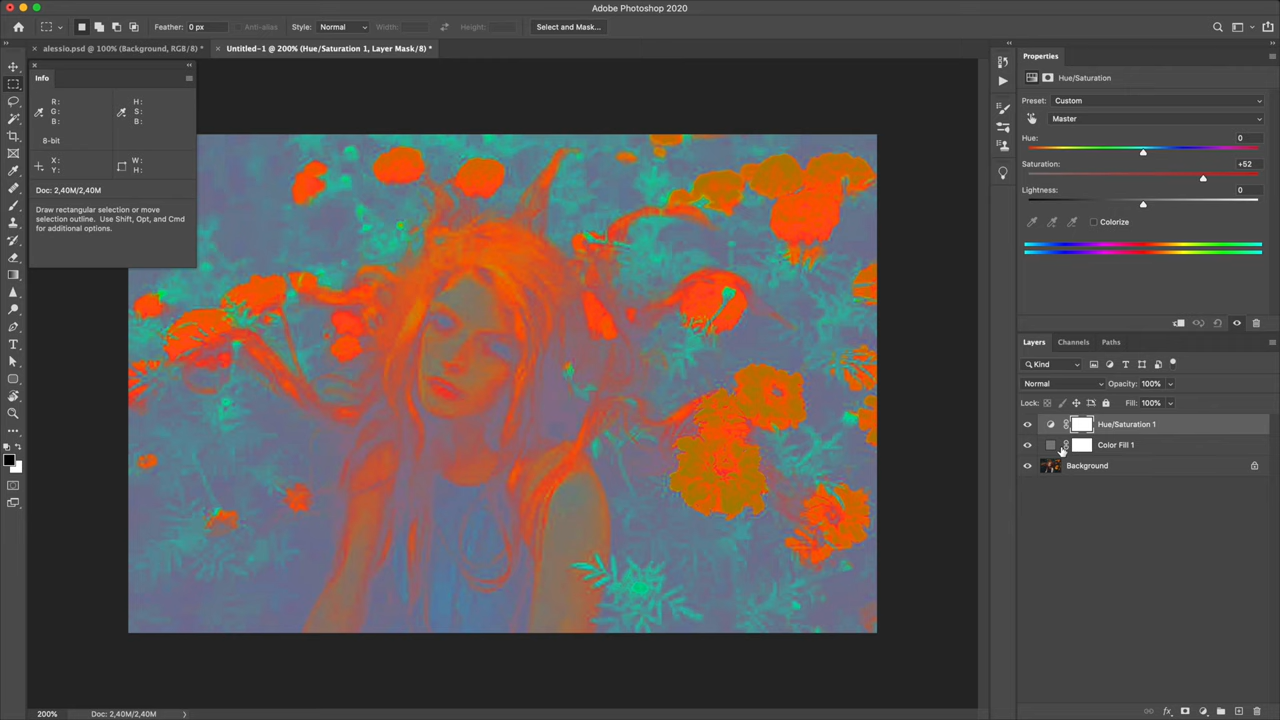 Adobe Photoshop 2020
Feather: 0 px
Anti-alias
Style: Normal
Width:
Height:
Select and Mask...
alessio.psd @ 100% (Background, RGB/8) *
Untitled-1 @ 200% (Hue/Saturation 1, Layer Mask/8) *
Info
R:
G:
B:
H:
S:
B:
8-bit
X:
Y:
W:
H:
Doc: 2,40M/2,40M
Draw rectangular selection or move
selection outline. Use Shift, Opt, and Cmd
for additional options.
Properties
Hue/Saturation
Preset: Custom
Master
Hue: 0
Saturation: +52
Lightness: 0
Colorize
Layers Channels Paths
Kind
Normal Opacity: 100%
Lock: Fill: 100%
Hue/Saturation 1
Color Fill 1
Background
200% Doc: 2,40M/2,40M